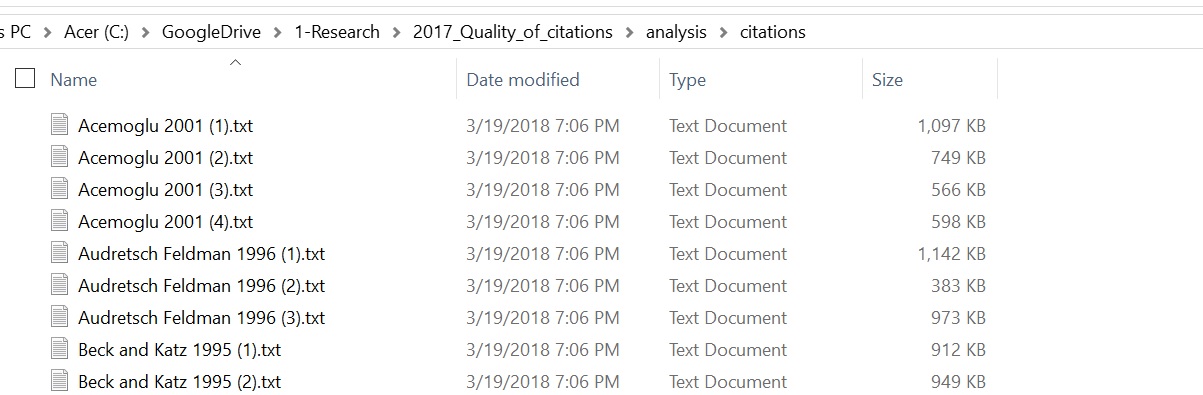 s PC > Acer (C:) > GoogleDrive > 1-Research > 2017_Quality_of_citations > analysis > citations
Name Date modified Type Size
Acemoglu 2001 (1).txt 3/19/2018 7:06 PM Text Document 1,097 KB
Acemoglu 2001 (2).txt 3/19/2018 7:06 PM Text Document 749 KB
Acemoglu 2001 (3).txt 3/19/2018 7:06 PM Text Document 566 KB
Acemoglu 2001 (4).txt 3/19/2018 7:06 PM Text Document 598 KB
Audretsch Feldman 1996 (1).txt 3/19/2018 7:06 PM Text Document 1,142 KB
Audretsch Feldman 1996 (2).txt 3/19/2018 7:06 PM Text Document 383 KB
Audretsch Feldman 1996 (3).txt 3/19/2018 7:06 PM Text Document 973 KB
Beck and Katz 1995 (1).txt 3/19/2018 7:06 PM Text Document 912 KB
Beck and Katz 1995 (2).txt 3/19/2018 7:06 PM Text Document 949 KB